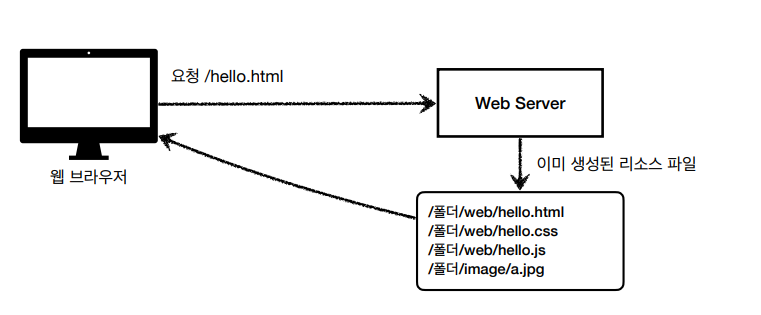 요청 /hello.html
Web Server
웹 브라우저
이미 생성된 리소스 파일
/폴더/web/hello.html
/폴더/web/hello.css
/폴더/web/hello.js
/폴더/image/a.jpg